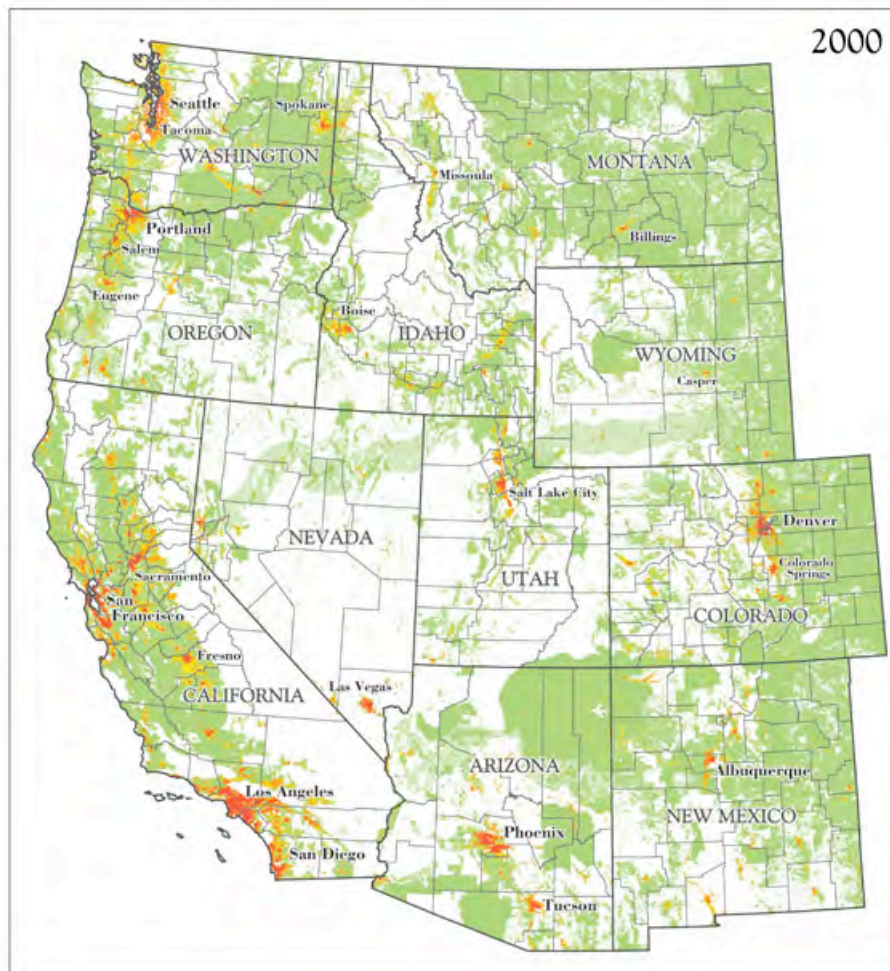 2000
Seattle
Spokane
Tacoma
WASHINGTON
MONTANA
Missoula
Portland
Billings
Salem
Eugene
Boise
OREGON
IDAHO
WYOMING
Casper
Salt Lake City
Denver
NEVADA
Colorado
Springs
Sacramento
UTAH
San
Francisco
COLORADO
Fresno
Las Vegas
CALIFORNIA
ARIZONA
Albuquerque
Los Angeles
NEW MEXICO
Phoenix
San Diego
Tucson